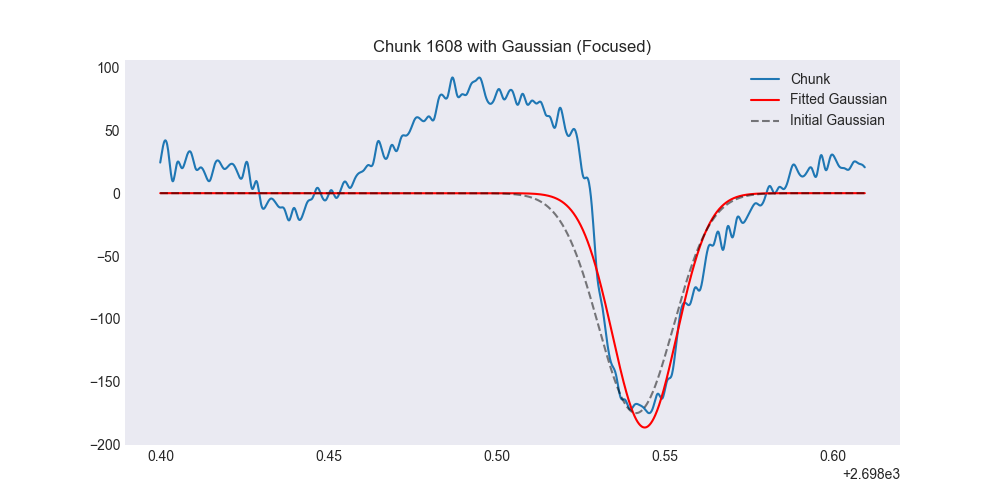 Chunk 1608 with Gaussian (Focused)
100
50
0
−50
−100
−150
−200
Chunk
Fitted Gaussian
Initial Gaussian
0.40 0.45 0.50 0.55 0.60
+2.698e3